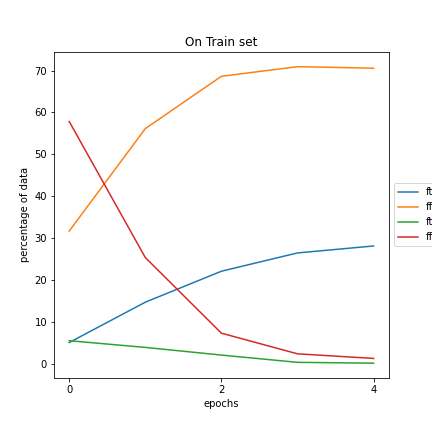 On Train set
percentage of data
70
60
50
40
30
20
10
0
0 2 4
epochs
ft
ff
ft
ff